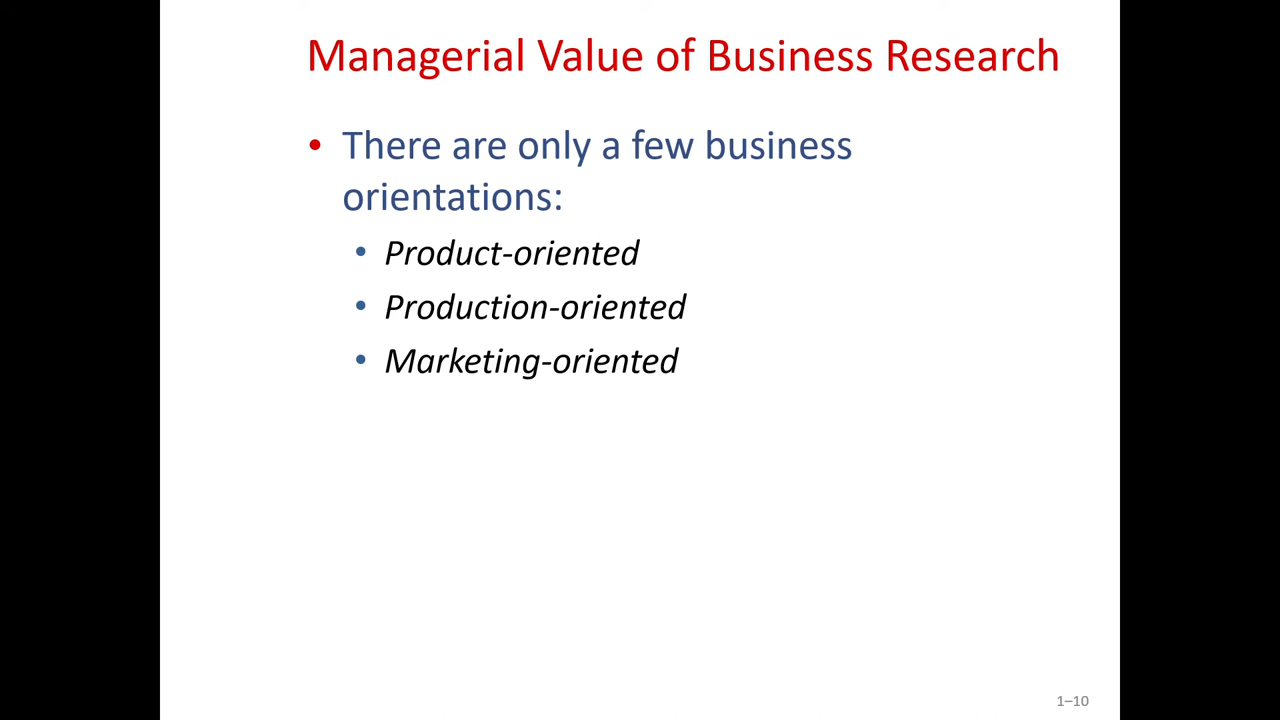 Managerial Value of Business Research
• There are only a few business
orientations:
• Product-oriented
• Production-oriented
• Marketing-oriented
1–10